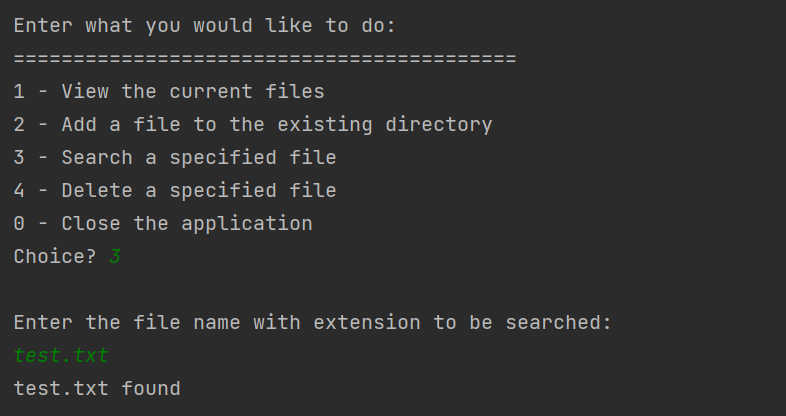 Enter what you would like to do:
==========================================
1 - View the current files
2 - Add a file to the existing directory
3 - Search a specified file
4 - Delete a specified file
0 - Close the application
Choice? 3
Enter the file name with extension to be searched:
test.txt
test.txt found